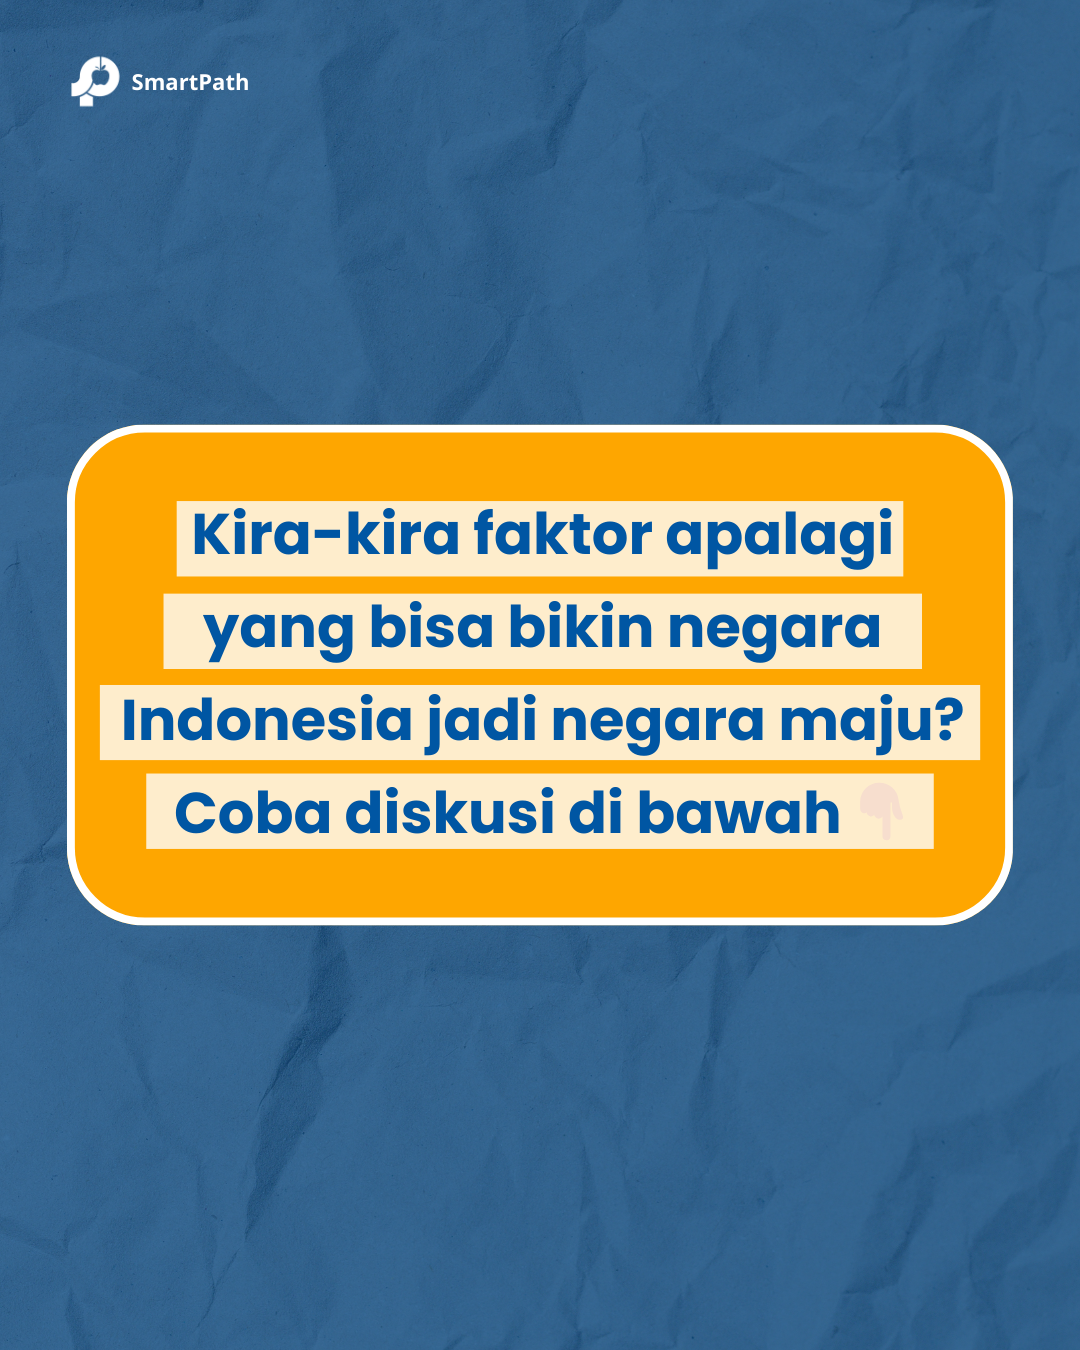 SmartPath
Kira-kira faktor apalagi
yang bisa bikin negara
Indonesia jadi negara maju?
Coba diskusi di bawah 👇